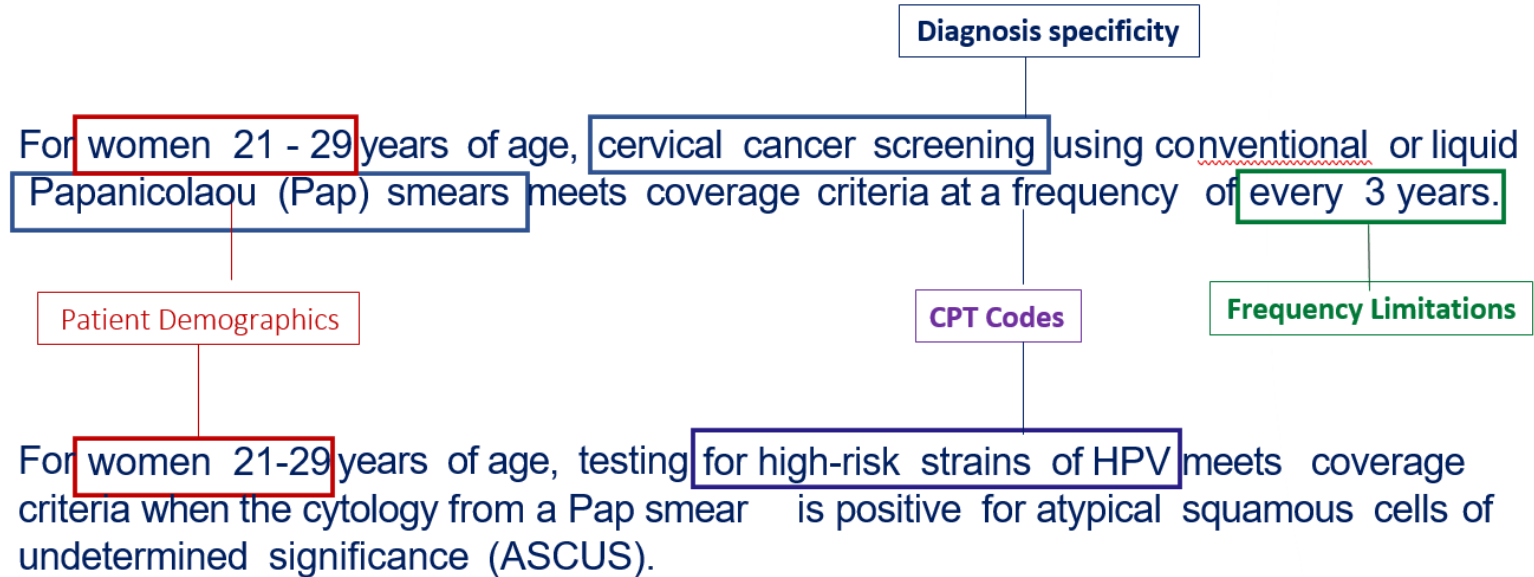 Diagnosis specificity
For women 21 - 29 years of age, cervical cancer screening using conventional or liquid
Papanicolaou (Pap) smears meets coverage criteria at a frequency of every 3 years.
Patient Demographics
CPT Codes
Frequency Limitations
For women 21-29 years of age, testing for high-risk strains of HPV meets coverage
criteria when the cytology from a Pap smear is positive for atypical squamous cells of
undetermined significance (ASCUS).